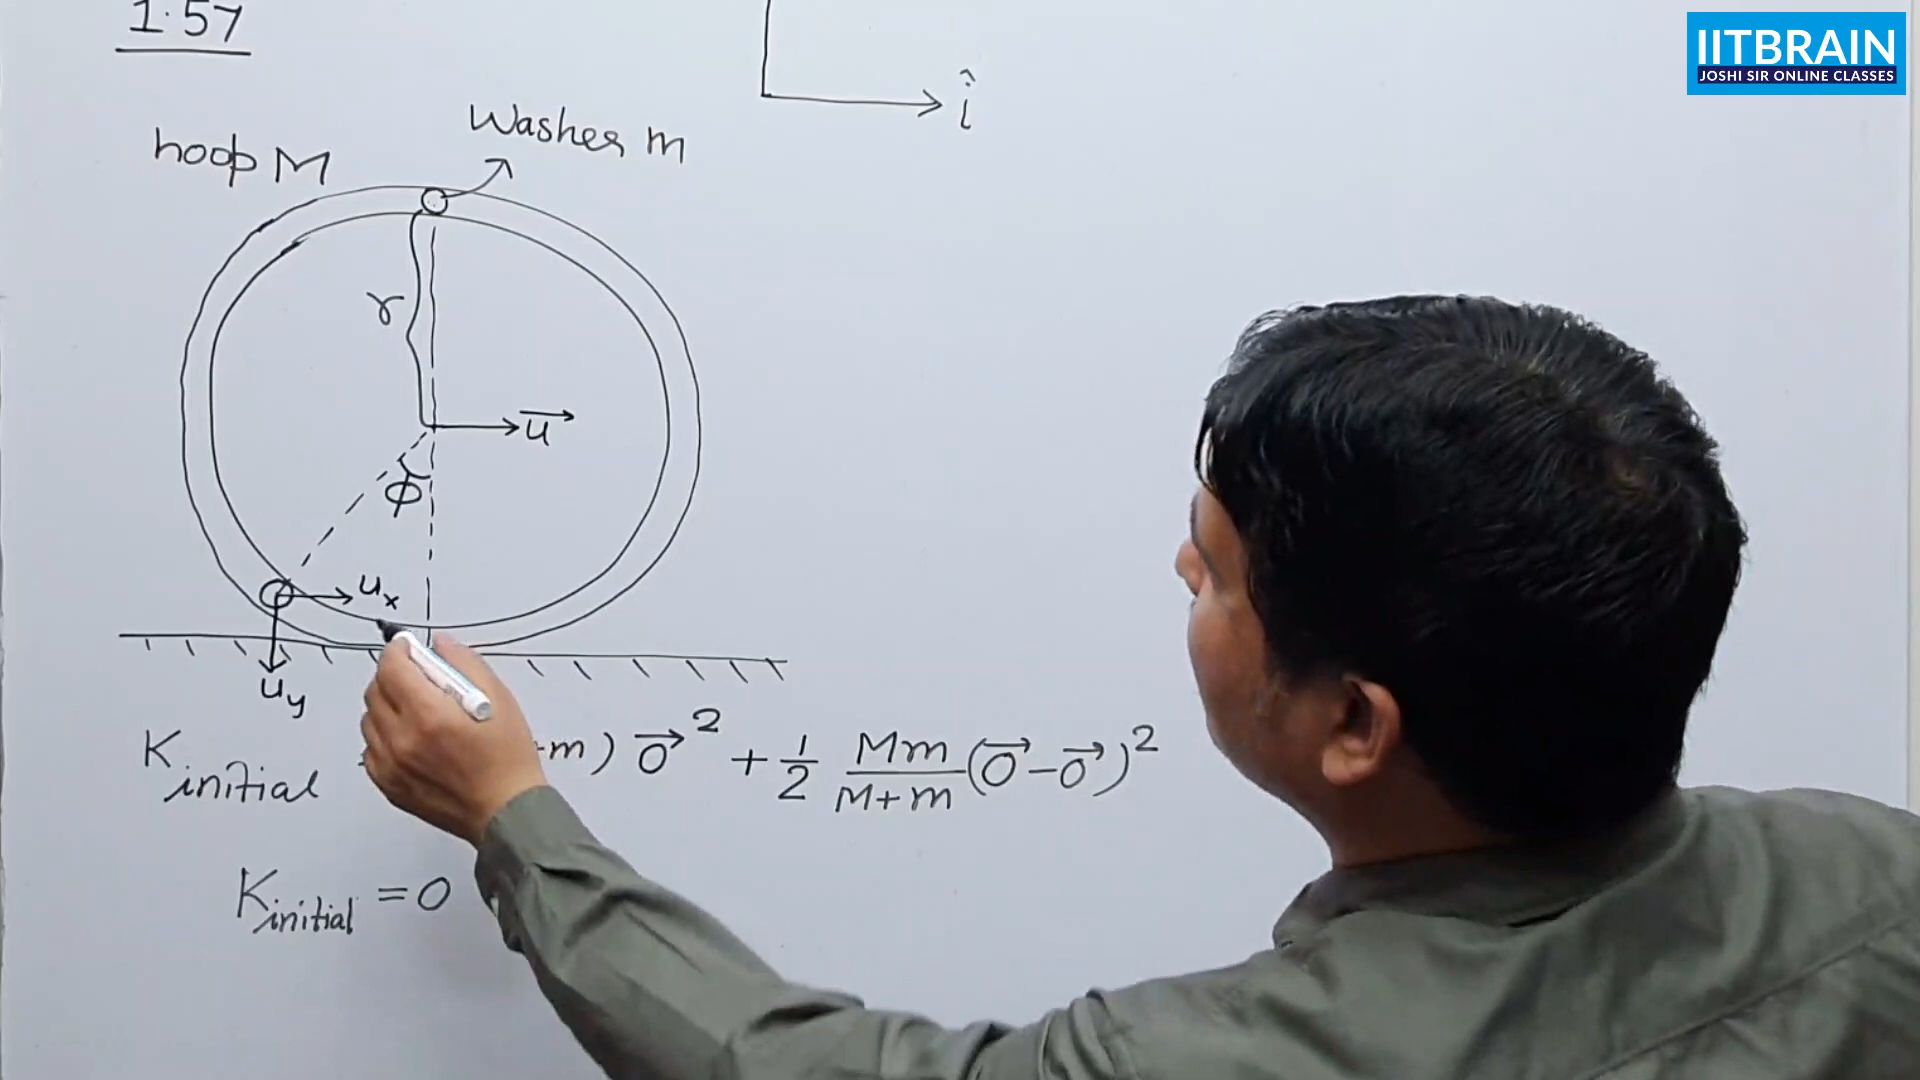 1.57
IITBRAIN
JOSHI SIR ONLINE CLASSES
î
Washer m
hoop M
r
u⃗
ϕ
uₓ
u_y
K_initial -m) 0⃗² + 1/2 Mm/(M+m) (0⃗ - 0⃗)²
K_initial = 0